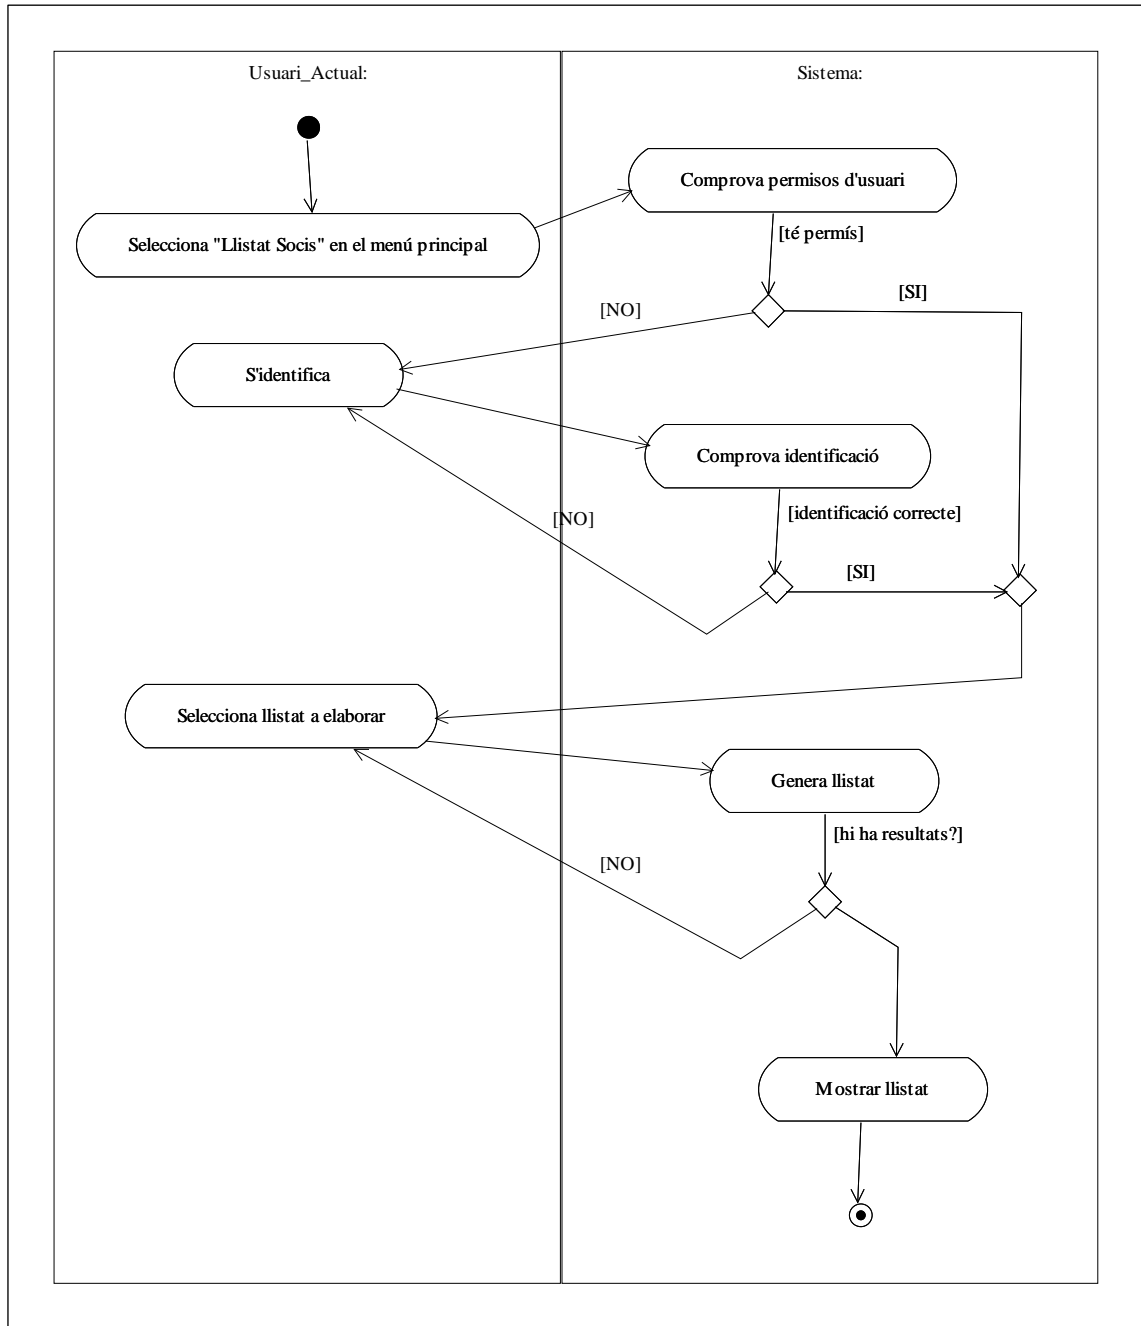 Usuari_Actual:
Sistema:
Comprova permisos d'usuari
Selecciona "Llistat Socis" en el menú principal
[té permís]
[SI]
[NO]
S'identifica
Comprova identificació
[identificació correcte]
[NO]
[SI]
Selecciona llistat a elaborar
Genera llistat
[hi ha resultats?]
[NO]
Mostrar llistat